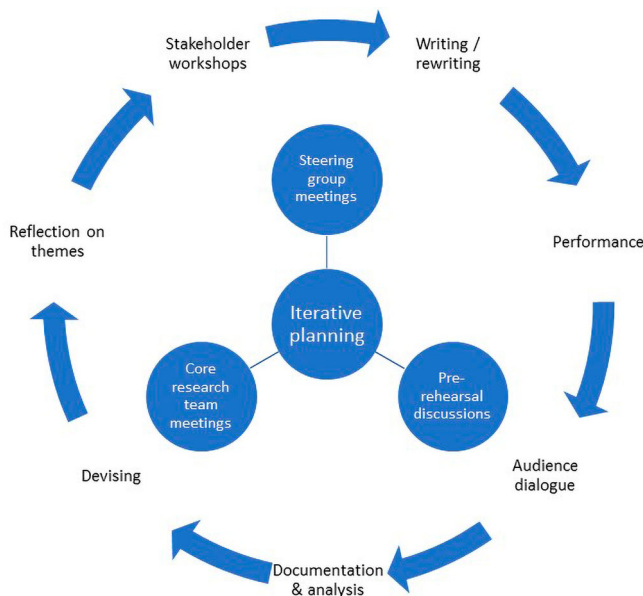 Stakeholder
workshops
Writing /
rewriting
Steering
group
meetings
Reflection on
themes
Performance
Iterative
planning
Core
research
team
meetings
Pre-
rehearsal
discussions
Devising
Audience
dialogue
Documentation
& analysis